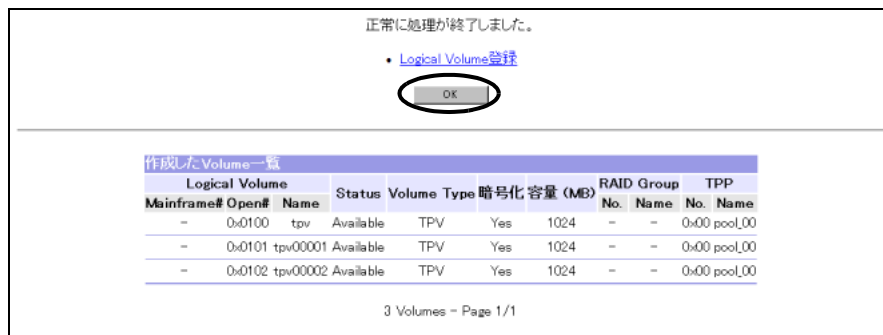 正常に処理が終了しました。
• Logical Volume登録
OK
作成したVolume一覧
Logical Volume Status Volume Type 暗号化 容量 (MB) RAID Group TPP
Mainframe# Open# Name No. Name No. Name
− 0x0100 tpv Available TPV Yes 1024 − − 0x00 pool_00
− 0x0101 tpv00001 Available TPV Yes 1024 − − 0x00 pool_00
− 0x0102 tpv00002 Available TPV Yes 1024 − − 0x00 pool_00
3 Volumes − Page 1/1